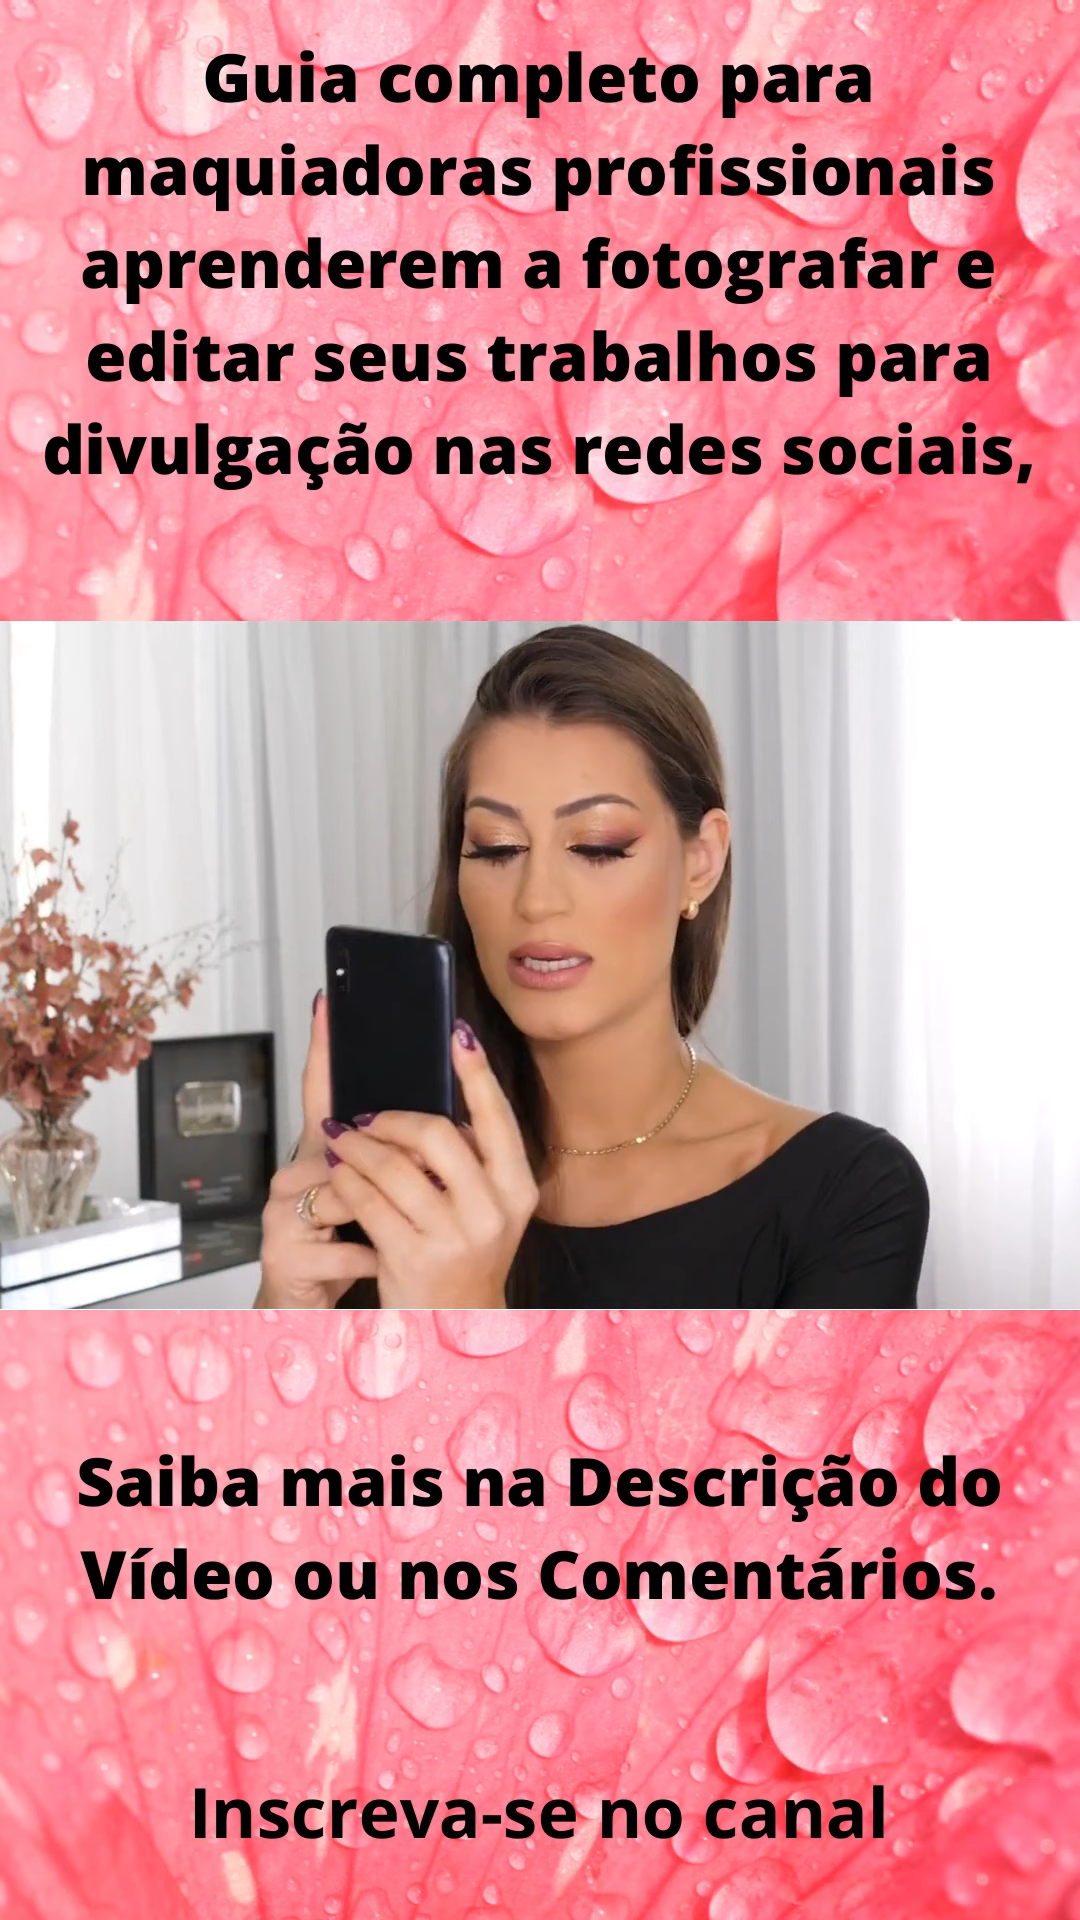 Guia completo para
maquiadoras profissionais
aprenderem a fotografar e
editar seus trabalhos para
divulgação nas redes sociais,
Saiba mais na Descrição do
Vídeo ou nos Comentários.
Inscreva-se no canal